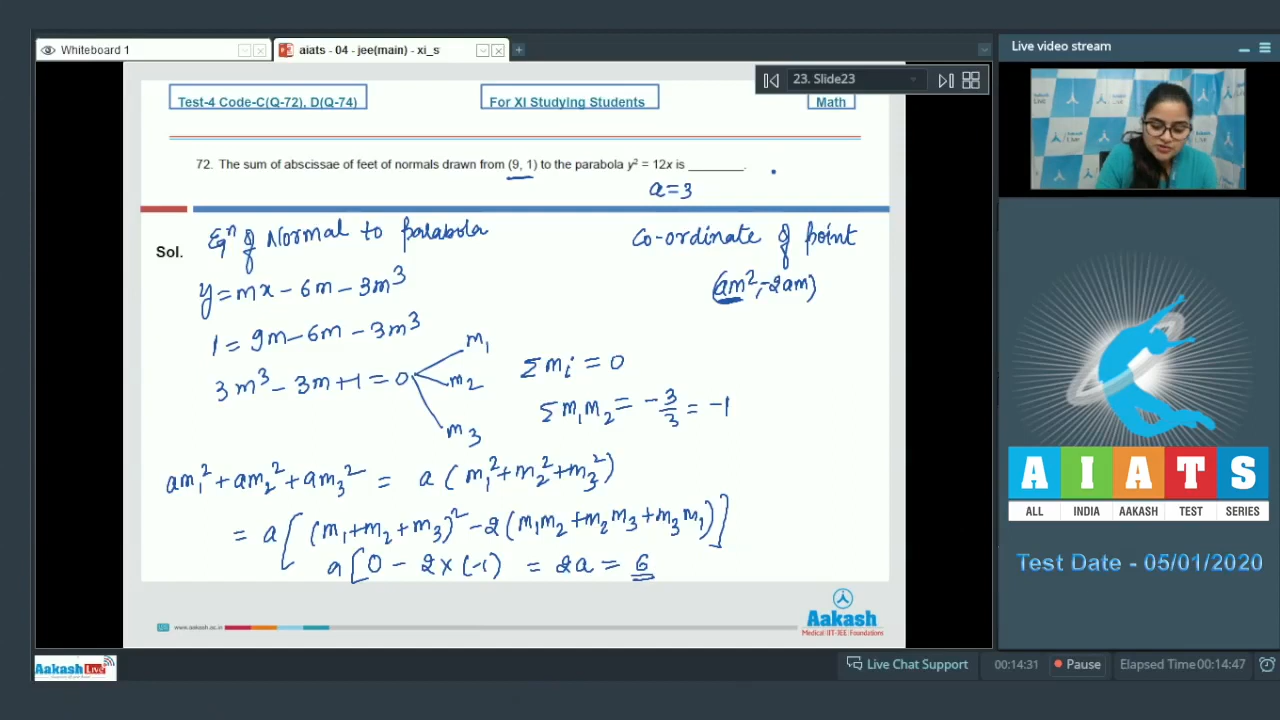 Whiteboard 1
aiats - 04 - jee(main) - xi_s
Live video stream
23. Slide23
Test-4 Code-C(Q-72), D(Q-74)
For XI Studying Students
Math
72. The sum of abscissae of feet of normals drawn from (9, 1) to the parabola y² = 12x is ________.
a = 3
Sol.
Eqⁿ of Normal to Parabola
Co-ordinate of point
y = mx - 6m - 3m³
(am², -2am)
1 = 9m - 6m - 3m³
3m³ - 3m + 1 = 0
m₁
m₂
m₃
Σmᵢ = 0
Σm₁m₂ = -3/3 = -1
am₁² + am₂² + am₃² = a(m₁² + m₂² + m₃²)
= a[(m₁ + m₂ + m₃)² - 2(m₁m₂ + m₂m₃ + m₃m₁)]
a[0 - 2×(-1) = 2a = 6
www.aakash.ac.in
Aakash
Medical|IIT-JEE|Foundations
A I A T S
ALL INDIA AAKASH TEST SERIES
Test Date - 05/01/2020
Aakash Live
Live Chat Support
00:14:31
Pause
Elapsed Time 00:14:47